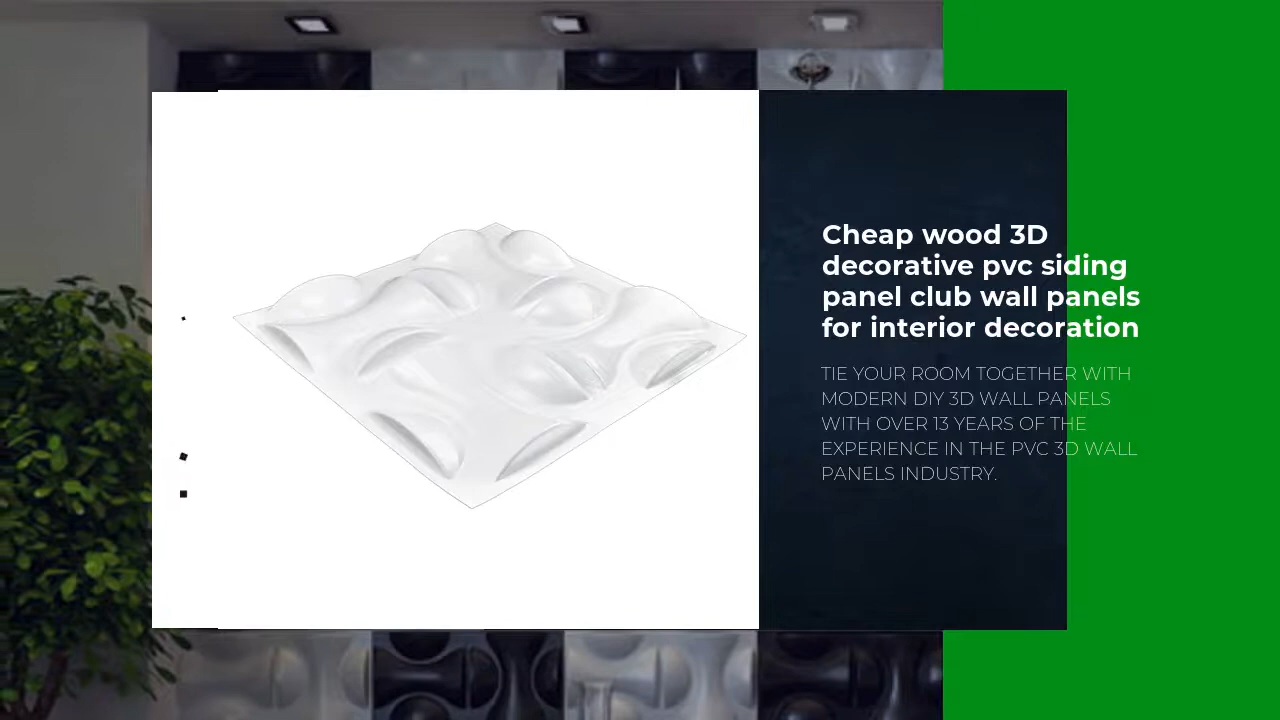 Cheap wood 3D
decorative pvc siding
panel club wall panels
for interior decoration
TIE YOUR ROOM TOGETHER WITH
MODERN DIY 3D WALL PANELS
WITH OVER 13 YEARS OF THE
EXPERIENCE IN THE PVC 3D WALL
PANELS INDUSTRY.